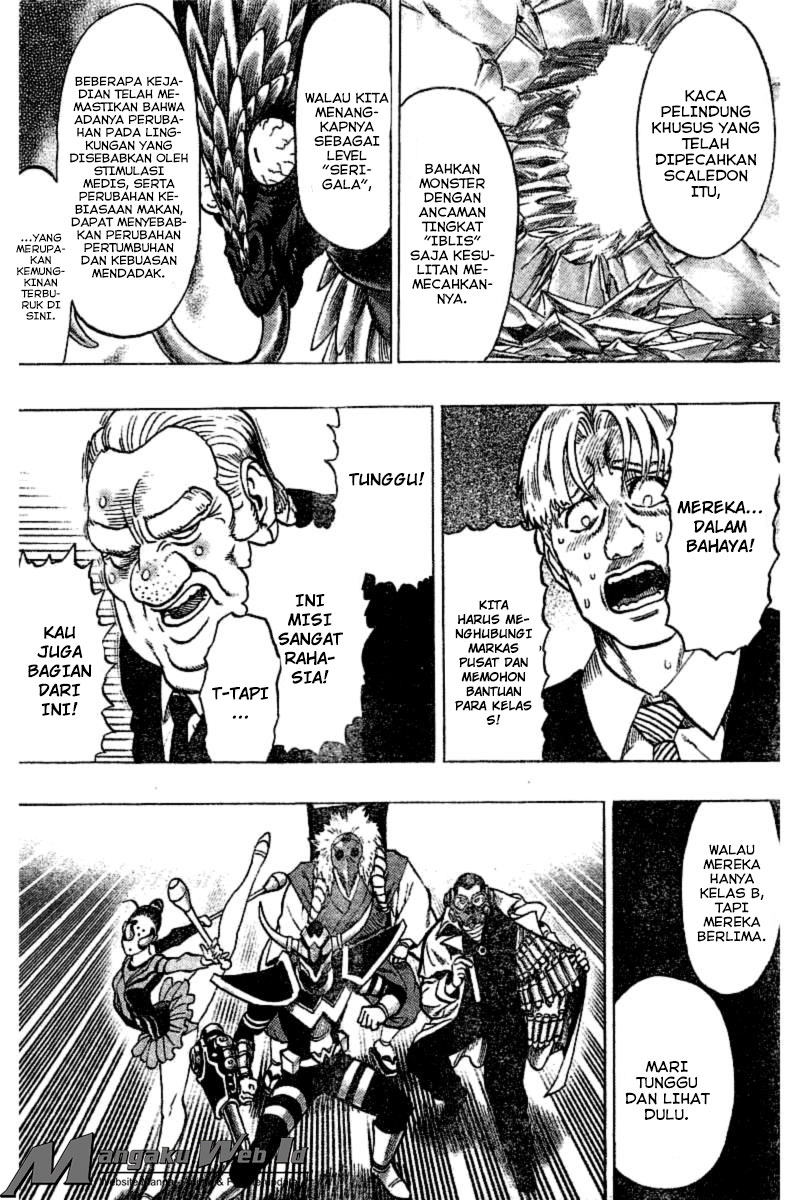 KACA
PELINDUNG
KHUSUS YANG
TELAH
DIPECAHKAN
SCALEDON
ITU,
BAHKAN
MONSTER
DENGAN
ANCAMAN
TINGKAT
"IBLIS"
SAJA KESU-
LITAN ME-
MECAHKAN-
NYA.
WALAU KITA
MENANG-
KAPNYA
SEBAGAI
LEVEL
"SERI-
GALA",
BEBERAPA KEJA-
DIAN TELAH ME-
MASTIKAN BAHWA
ADANYA PERUBA-
HAN PADA LING-
KUNGAN YANG
DISEBABKAN OLEH
STIMULASI
MEDIS, SERTA
PERUBAHAN KE-
BIASAAN MAKAN,
DAPAT MENYEBAB-
KAN PERUBAHAN
PERTUMBUHAN
DAN KEBUASAN
MENDADAK.
...YANG
MERUPA-
KAN
KEMUNG-
KINAN
TERBU-
RUK DI
SINI.
MEREKA...
DALAM
BAHAYA!
KITA
HARUS ME-
NGHUBUNGI
MARKAS
PUSAT DAN
MEMOHON
BANTUAN
PARA KELAS
S!
TUNGGU!
INI
MISI
SANGAT
RAHA-
SIA!
T-TAPI
...
KAU
JUGA
BAGIAN
DARI
INI!
WALAU
MEREKA
HANYA
KELAS B,
TAPI
MEREKA
BERLIMA.
MARI
TUNGGU
DAN LIHAT
DULU.
Mangaku Web Id